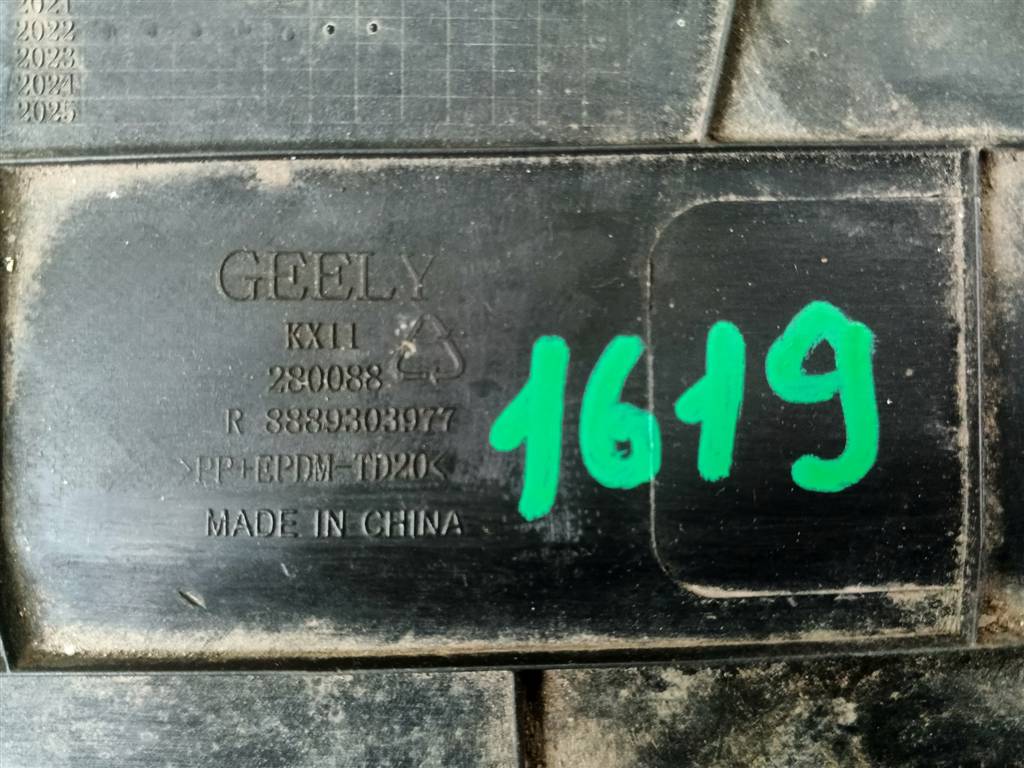 2021
2022
2023
2024
2025
GEELY
KX11
280088
R 8889303977
>PP+EPDM-TD20<
MADE IN CHINA
1619